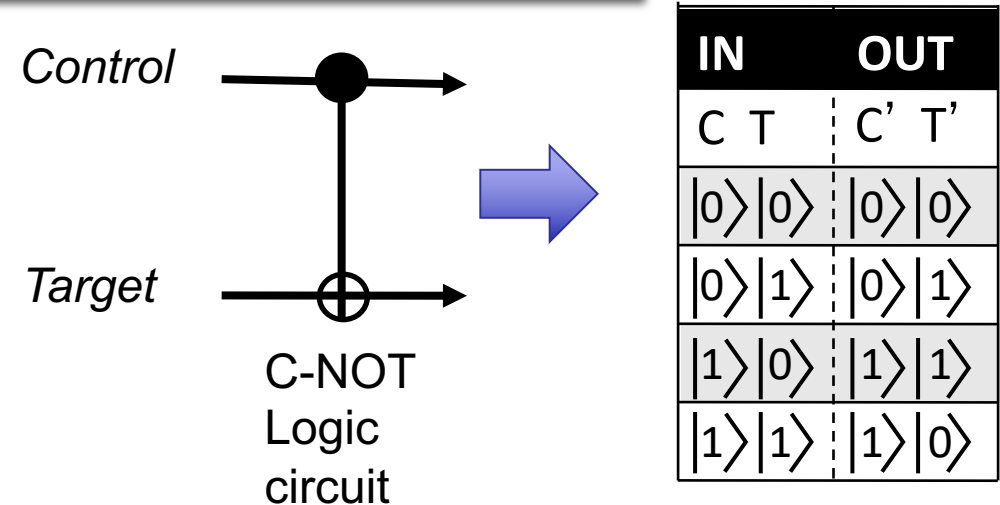 Control
Target
C-NOT
Logic
circuit
IN OUT
C T C’ T’
|0⟩|0⟩ |0⟩|0⟩
|0⟩|1⟩ |0⟩|1⟩
|1⟩|0⟩ |1⟩|1⟩
|1⟩|1⟩ |1⟩|0⟩